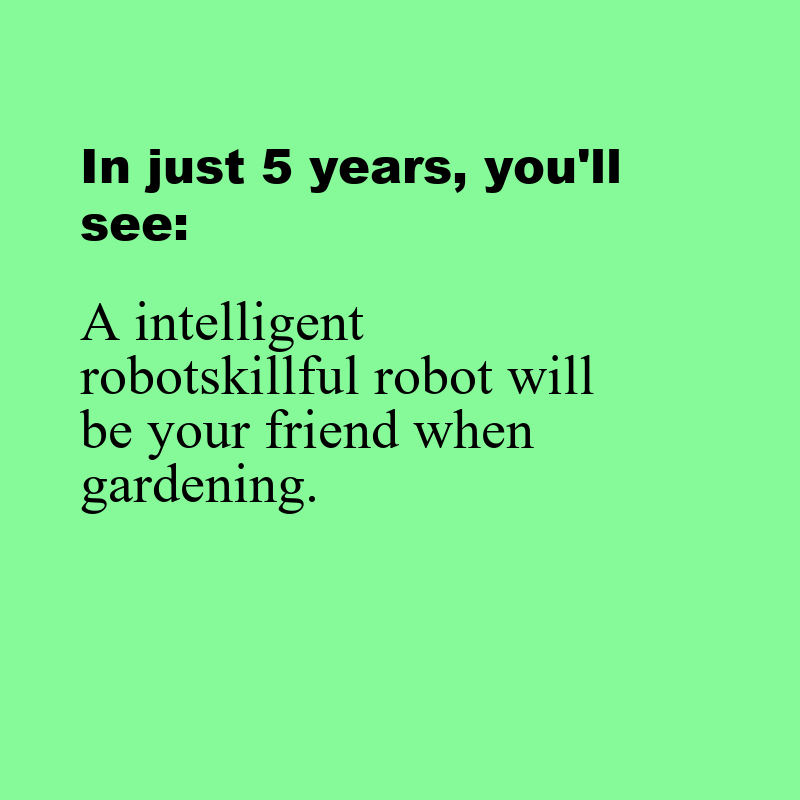 In just 5 years, you'll
see:
A intelligent
robotskillful robot will
be your friend when
gardening.